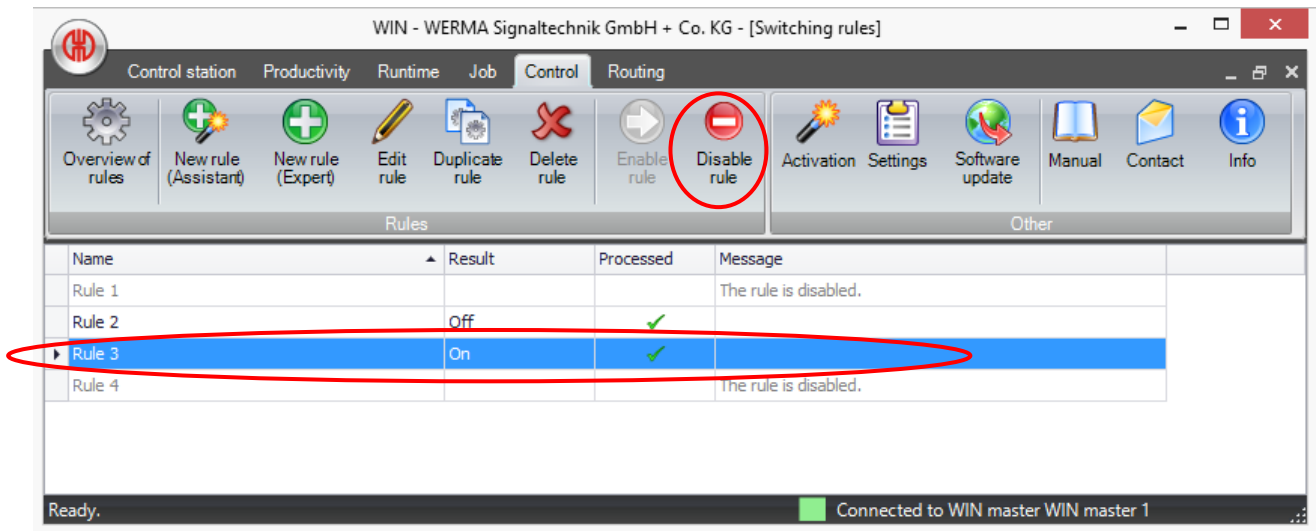 WIN - WERMA Signaltechnik GmbH + Co. KG - [Switching rules]
Control station Productivity Runtime Job Control Routing
Overview of rules
New rule (Assistant)
New rule (Expert)
Edit rule
Duplicate rule
Delete rule
Enable rule
Disable rule
Activation
Settings
Software update
Manual
Contact
Info
Rules
Other
Name Result Processed Message
Rule 1 The rule is disabled.
Rule 2 Off
Rule 3 On
Rule 4 The rule is disabled.
Ready. Connected to WIN master WIN master 1